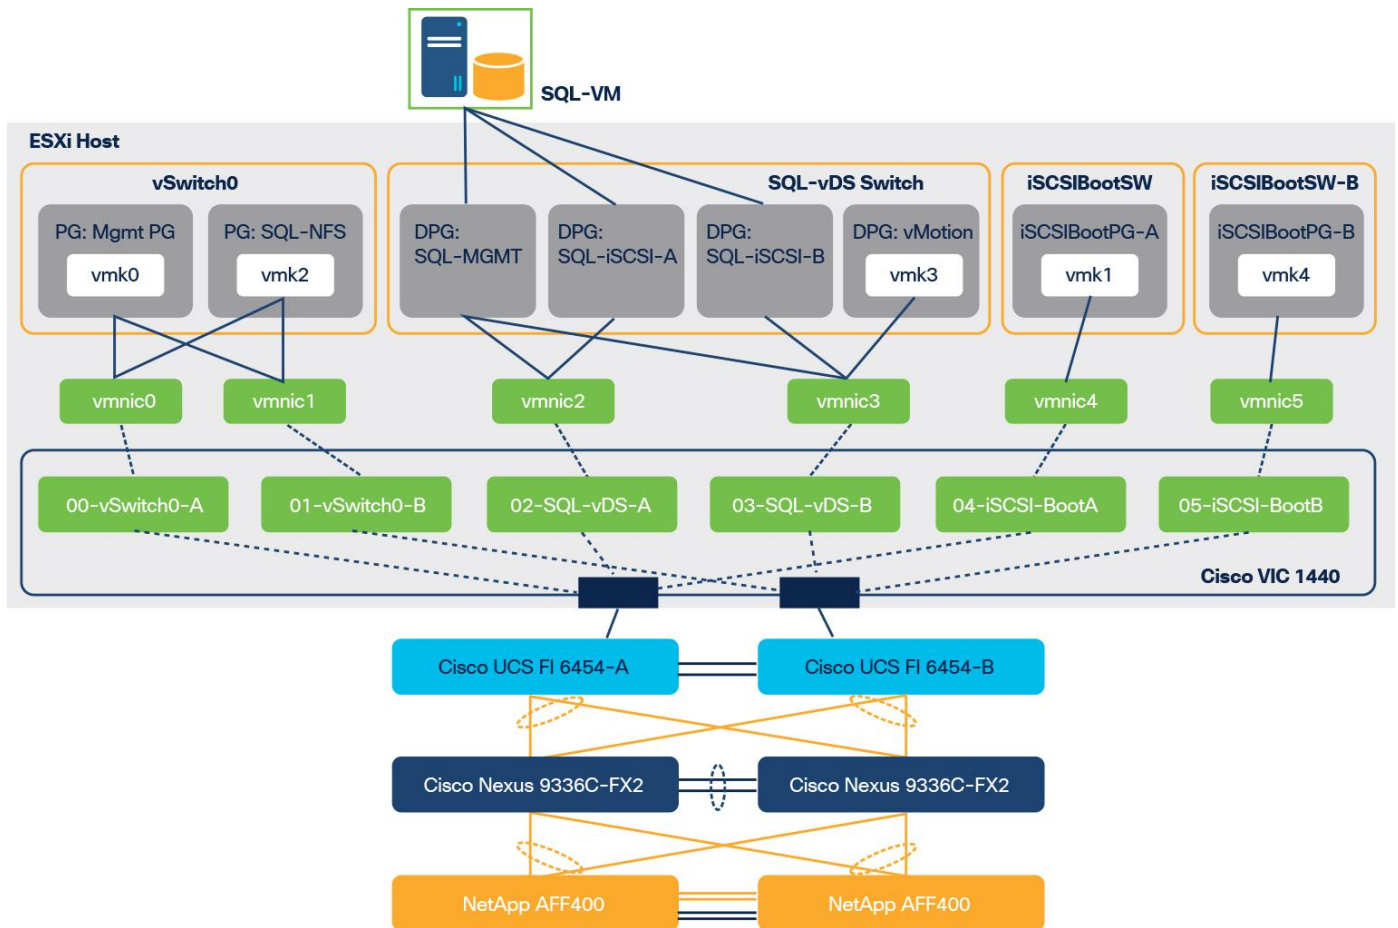 SQL-VM
ESXi Host
vSwitch0
SQL-vDS Switch
iSCSIBootSW
iSCSIBootSW-B
PG: Mgmt PG
vmk0
PG: SQL-NFS
vmk2
DPG:
SQL-MGMT
DPG:
SQL-iSCSI-A
DPG:
SQL-iSCSI-B
DPG: vMotion
vmk3
iSCSIBootPG-A
vmk1
iSCSIBootPG-B
vmk4
vmnic0
vmnic1
vmnic2
vmnic3
vmnic4
vmnic5
00-vSwitch0-A
01-vSwitch0-B
02-SQL-vDS-A
03-SQL-vDS-B
04-iSCSI-BootA
05-iSCSI-BootB
Cisco VIC 1440
Cisco UCS FI 6454-A
Cisco UCS FI 6454-B
Cisco Nexus 9336C-FX2
Cisco Nexus 9336C-FX2
NetApp AFF400
NetApp AFF400